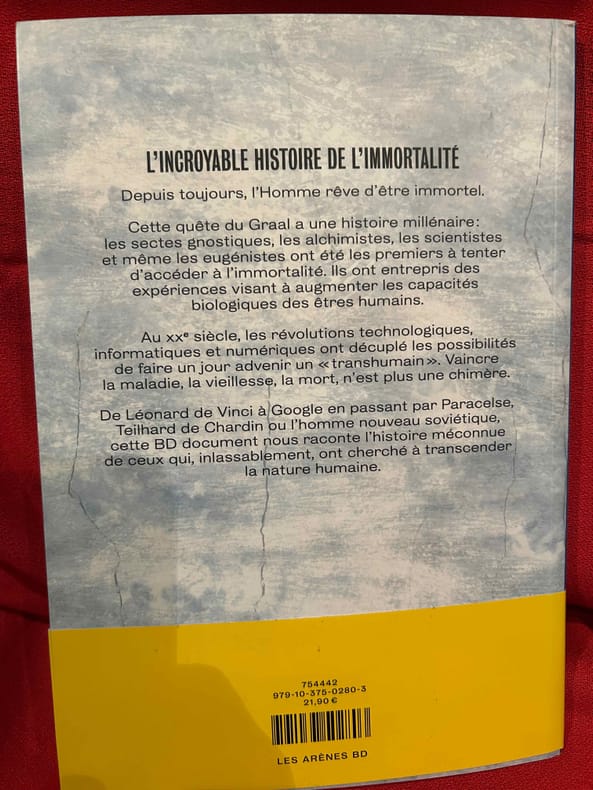 L'INCROYABLE HISTOIRE DE L'IMMORTALITÉ
Depuis toujours, l'Homme rêve d'être immortel.
Cette quête du Graal a une histoire millénaire :
les sectes gnostiques, les alchimistes, les scientistes
et même les eugénistes ont été les premiers à tenter
d'accéder à l'immortalité. Ils ont entrepris des
expériences visant à augmenter les capacités
biologiques des êtres humains.
Au XXe siècle, les révolutions technologiques,
informatiques et numériques ont décuplé les possibilités
de faire un jour advenir un « transhumain ». Vaincre
la maladie, la vieillesse, la mort, n'est plus une chimère.
De Léonard de Vinci à Google en passant par Paracelse,
Teilhard de Chardin ou l'homme nouveau soviétique,
cette BD document nous raconte l'histoire méconnue
de ceux qui, inlassablement, ont cherché à transcender
la nature humaine.
754442
979-10-375-0280-3
21,90 €
LES ARÈNES BD